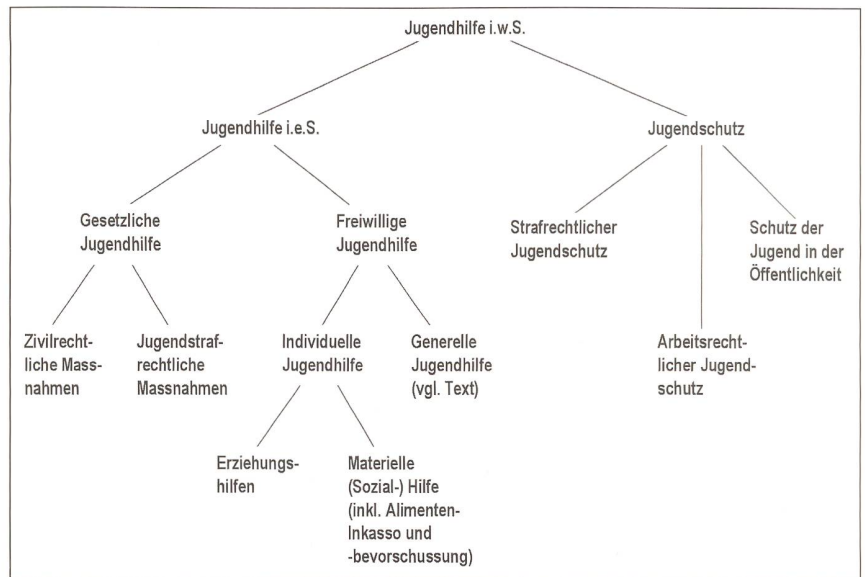 Jugendhilfe i.w.S.
Jugendhilfe i.e.S.
Jugendschutz
Gesetzliche
Jugendhilfe
Freiwillige
Jugendhilfe
Strafrechtlicher
Jugendschutz
Schutz der
Jugend in der
Öffentlichkeit
Zivilrecht-
liche Mass-
nahmen
Jugendstraf-
rechtliche
Massnahmen
Individuelle
Jugendhilfe
Generelle
Jugendhilfe
(vgl. Text)
Arbeitsrecht-
licher Jugend-
schutz
Erziehungs-
hilfen
Materielle
(Sozial-) Hilfe
(inkl. Alimenten-
Inkasso und
-bevorschussung)